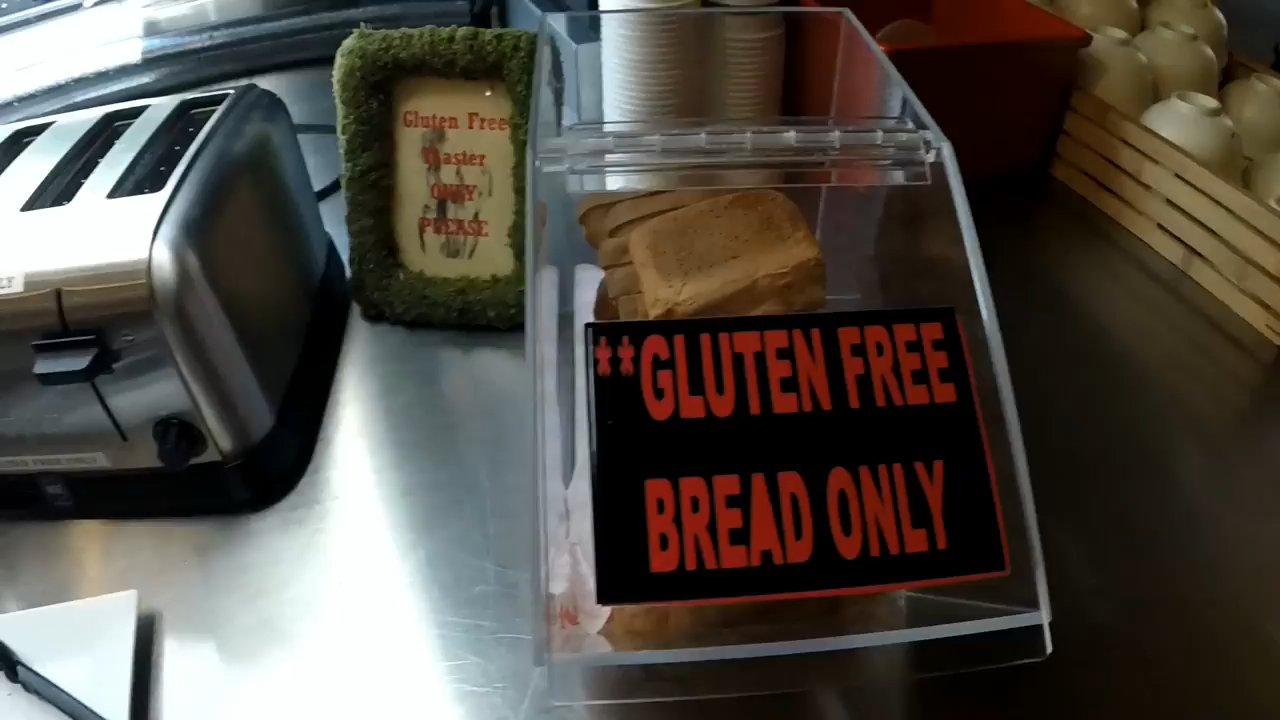 Gluten Free
Toaster
ONLY
PLEASE
**GLUTEN FREE
BREAD ONLY